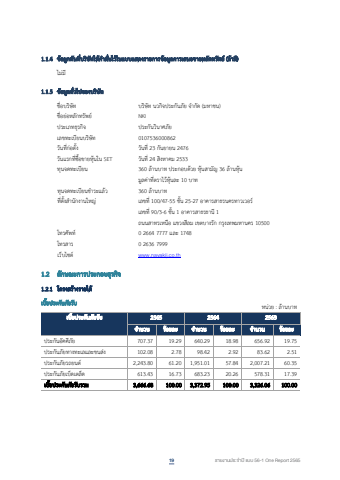 1.1.4 ข้อมูลอื่นที่บริษัทได้รับไว้ในแบบแสดงรายการข้อมูลการเสนอขายหลักทรัพย์ (ถ้ามี)
ไม่มี
1.1.5 ข้อมูลทั่วไปของบริษัท
ชื่อบริษัท บริษัท นวกิจประกันภัย จำกัด (มหาชน)
ชื่อย่อหลักทรัพย์ NKI
ประเภทธุรกิจ ประกันวินาศภัย
เลขทะเบียนบริษัท 0107536000862
วันที่ก่อตั้ง วันที่ 23 กันยายน 2476
วันแรกที่ซื้อขายหุ้นใน SET วันที่ 24 สิงหาคม 2533
ทุนจดทะเบียน 360 ล้านบาท ประกอบด้วย หุ้นสามัญ 36 ล้านหุ้น
มูลค่าที่ตราไว้หุ้นละ 10 บาท
ทุนจดทะเบียนชำระแล้ว 360 ล้านบาท
ที่ตั้งสำนักงานใหญ่ เลขที่ 100/47-55 ชั้น 25-27 อาคารสาธรนครทาวเวอร์
เลขที่ 90/3-6 ชั้น 1 อาคารสาธรธานี 1
ถนนสาทรเหนือ แขวงสีลม เขตบางรัก กรุงเทพมหานคร 10500
โทรศัพท์ 0 2664 7777 และ 1748
โทรสาร 0 2636 7999
เว็บไซต์ www.navakij.co.th
1.2 ลักษณะการประกอบธุรกิจ
1.2.1 โครงสร้างรายได้
เบี้ยประกันภัยรับ
หน่วย : ล้านบาท
เบี้ยประกันภัยรับ 2565 2564 2563
จำนวน ร้อยละ จำนวน ร้อยละ จำนวน ร้อยละ
ประกันอัคคีภัย 707.37 19.29 640.29 18.98 656.92 19.75
ประกันภัยทางทะเลและขนส่ง 102.08 2.78 98.42 2.92 83.62 2.51
ประกันภัยรถยนต์ 2,243.80 61.20 1,951.01 57.84 2,007.21 60.35
ประกันภัยเบ็ดเตล็ด 613.43 16.73 683.23 20.26 578.31 17.39
เบี้ยประกันภัยรับรวม 3,666.68 100.00 3,372.95 100.00 3,326.06 100.00
19 รายงานประจำปี แบบ 56-1 One Report 2565